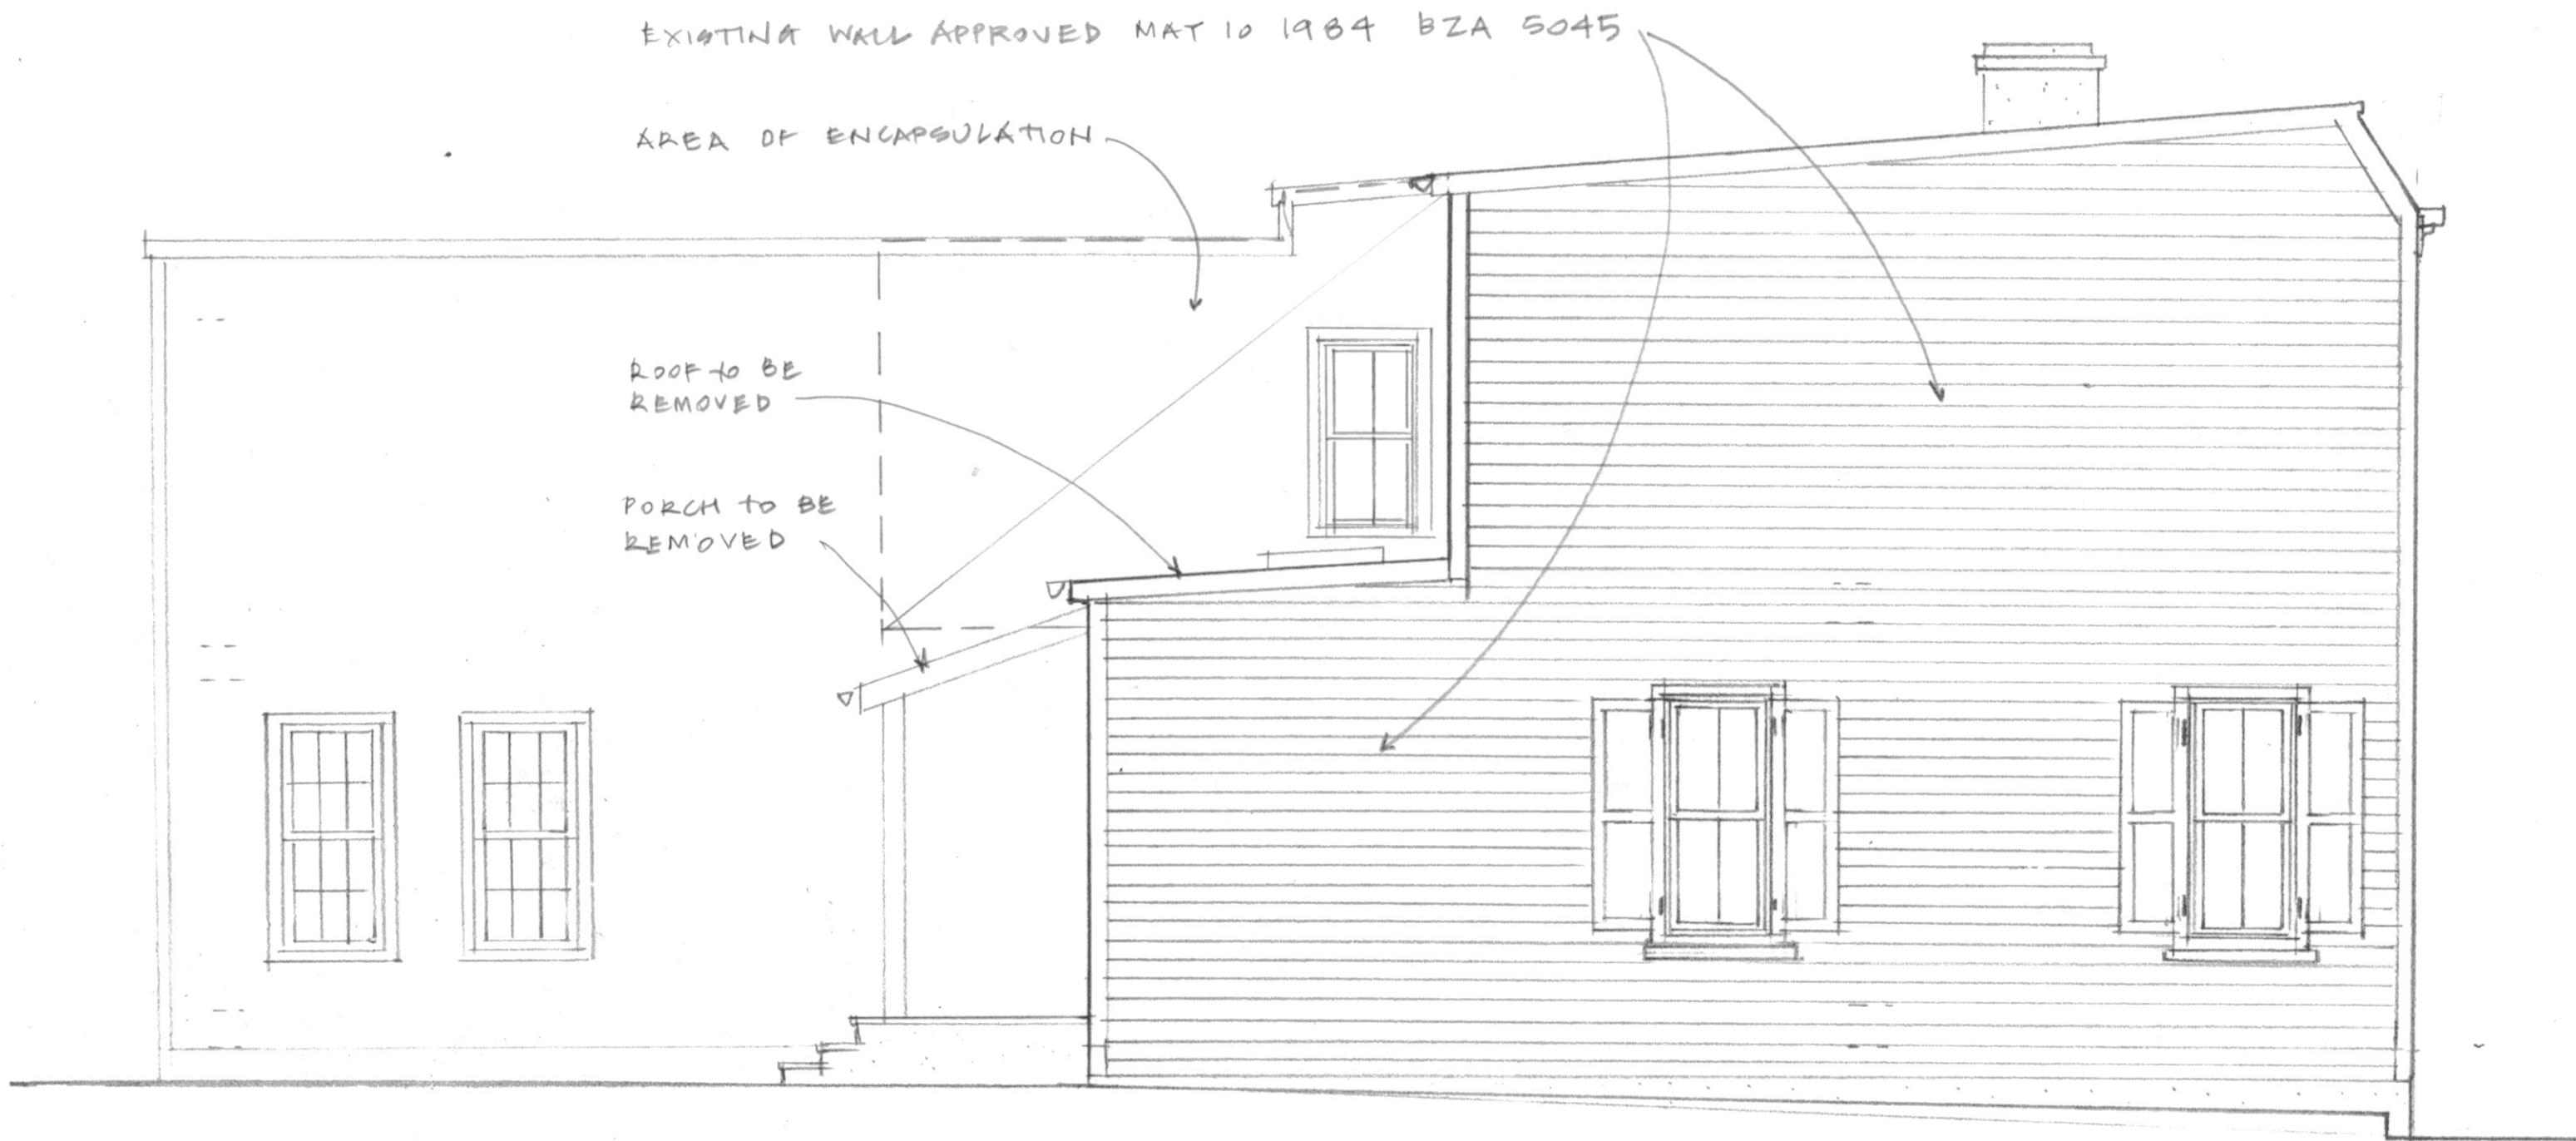 EXISTING WALL APPROVED MAY 10 1984 BZA 5045
AREA OF ENCAPSULATION
ROOF to BE
REMOVED
PORCH to BE
REMOVED